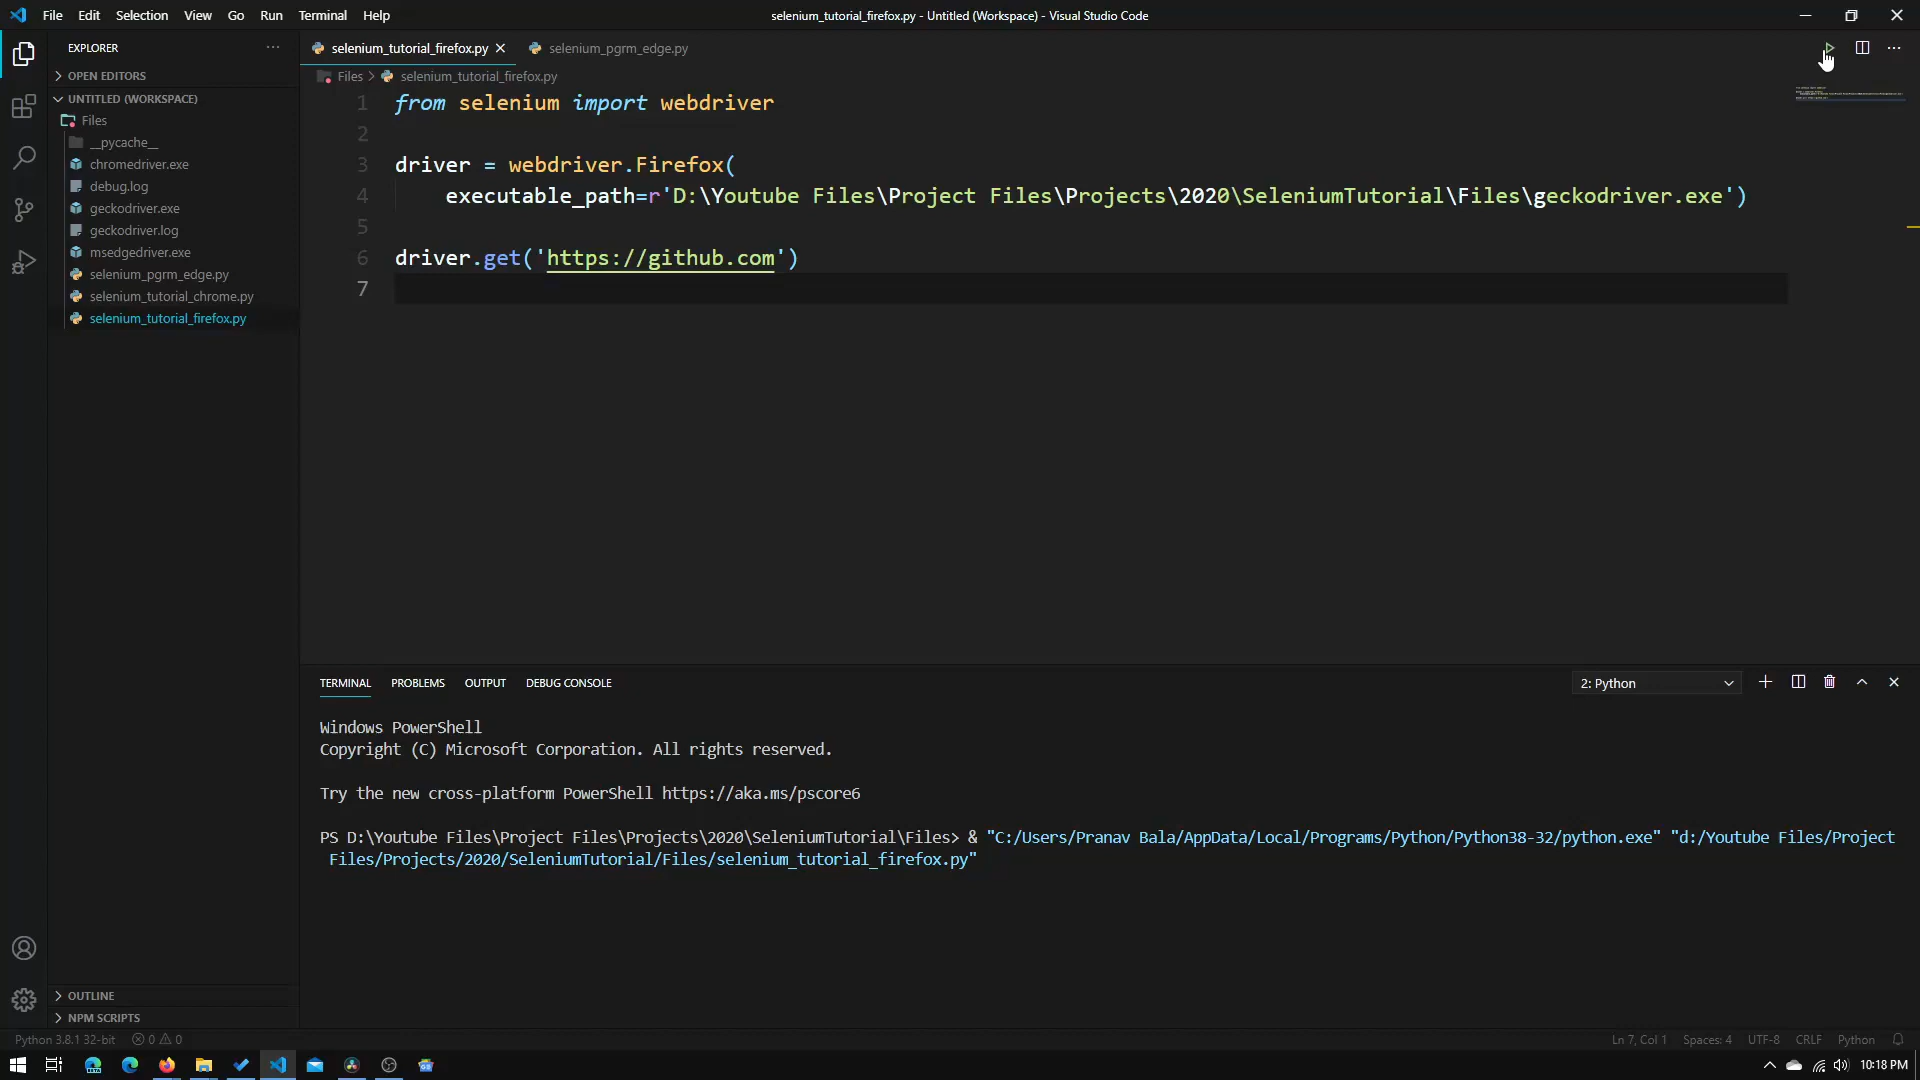 File Edit Selection View Go Run Terminal Help
selenium_tutorial_firefox.py - Untitled (Workspace) - Visual Studio Code
EXPLORER
OPEN EDITORS
UNTITLED (WORKSPACE)
Files
__pycache__
chromedriver.exe
debug.log
geckodriver.exe
geckodriver.log
msedgedriver.exe
selenium_pgrm_edge.py
selenium_tutorial_chrome.py
selenium_tutorial_firefox.py
OUTLINE
NPM SCRIPTS
selenium_tutorial_firefox.py selenium_pgrm_edge.py
Files > selenium_tutorial_firefox.py
1 from selenium import webdriver
2
3 driver = webdriver.Firefox(
4 executable_path=r'D:\Youtube Files\Project Files\Projects\2020\SeleniumTutorial\Files\geckodriver.exe')
5
6 driver.get('https://github.com')
7
TERMINAL PROBLEMS OUTPUT DEBUG CONSOLE
2: Python
Windows PowerShell
Copyright (C) Microsoft Corporation. All rights reserved.
Try the new cross-platform PowerShell https://aka.ms/pscore6
PS D:\Youtube Files\Project Files\Projects\2020\SeleniumTutorial\Files> & "C:/Users/Pranav Bala/AppData/Local/Programs/Python/Python38-32/python.exe" "d:/Youtube Files/Project
Files/Projects/2020/SeleniumTutorial/Files/selenium_tutorial_firefox.py"
Python 3.8.1 32-bit 0 0
Ln 7, Col 1 Spaces: 4 UTF-8 CRLF Python
10:18 PM